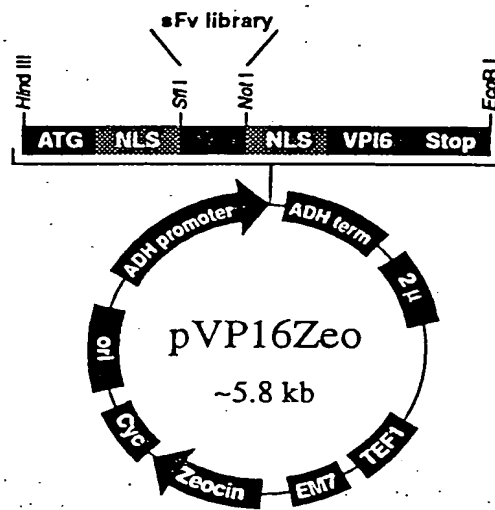 sFv library
Hind III
Sfi I
Not I
EcoR I
ATG NLS NLS VP16 Stop
ADH promoter
ADH term
2 μ
TEF1
EM7
Zeocin
Cyc
ori
pVP16Zeo
~5.8 kb